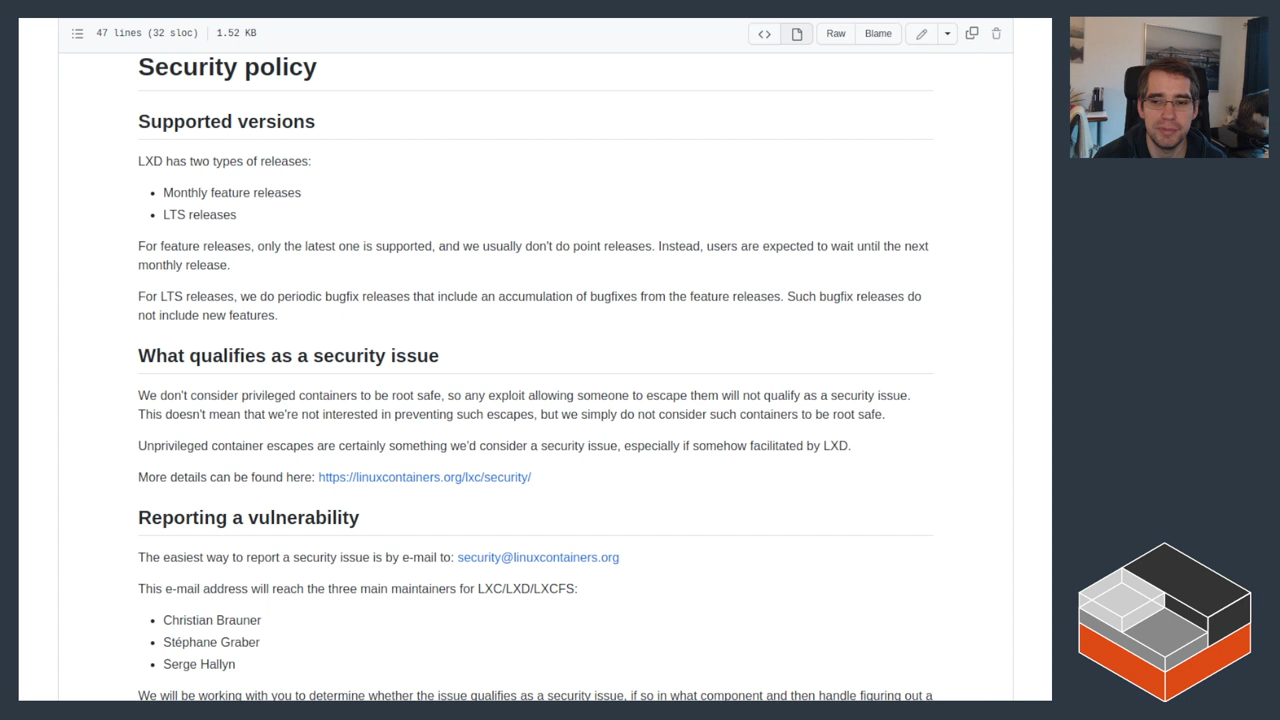 47 lines (32 sloc) 1.52 KB
Raw Blame
Security policy
Supported versions
LXD has two types of releases:
• Monthly feature releases
• LTS releases
For feature releases, only the latest one is supported, and we usually don't do point releases. Instead, users are expected to wait until the next
monthly release.
For LTS releases, we do periodic bugfix releases that include an accumulation of bugfixes from the feature releases. Such bugfix releases do
not include new features.
What qualifies as a security issue
We don't consider privileged containers to be root safe, so any exploit allowing someone to escape them will not qualify as a security issue.
This doesn't mean that we're not interested in preventing such escapes, but we simply do not consider such containers to be root safe.
Unprivileged container escapes are certainly something we'd consider a security issue, especially if somehow facilitated by LXD.
More details can be found here: https://linuxcontainers.org/lxc/security/
Reporting a vulnerability
The easiest way to report a security issue is by e-mail to: security@linuxcontainers.org
This e-mail address will reach the three main maintainers for LXC/LXD/LXCFS:
• Christian Brauner
• Stéphane Graber
• Serge Hallyn
We will be working with you to determine whether the issue qualifies as a security issue, if so in what component and then handle figuring out a